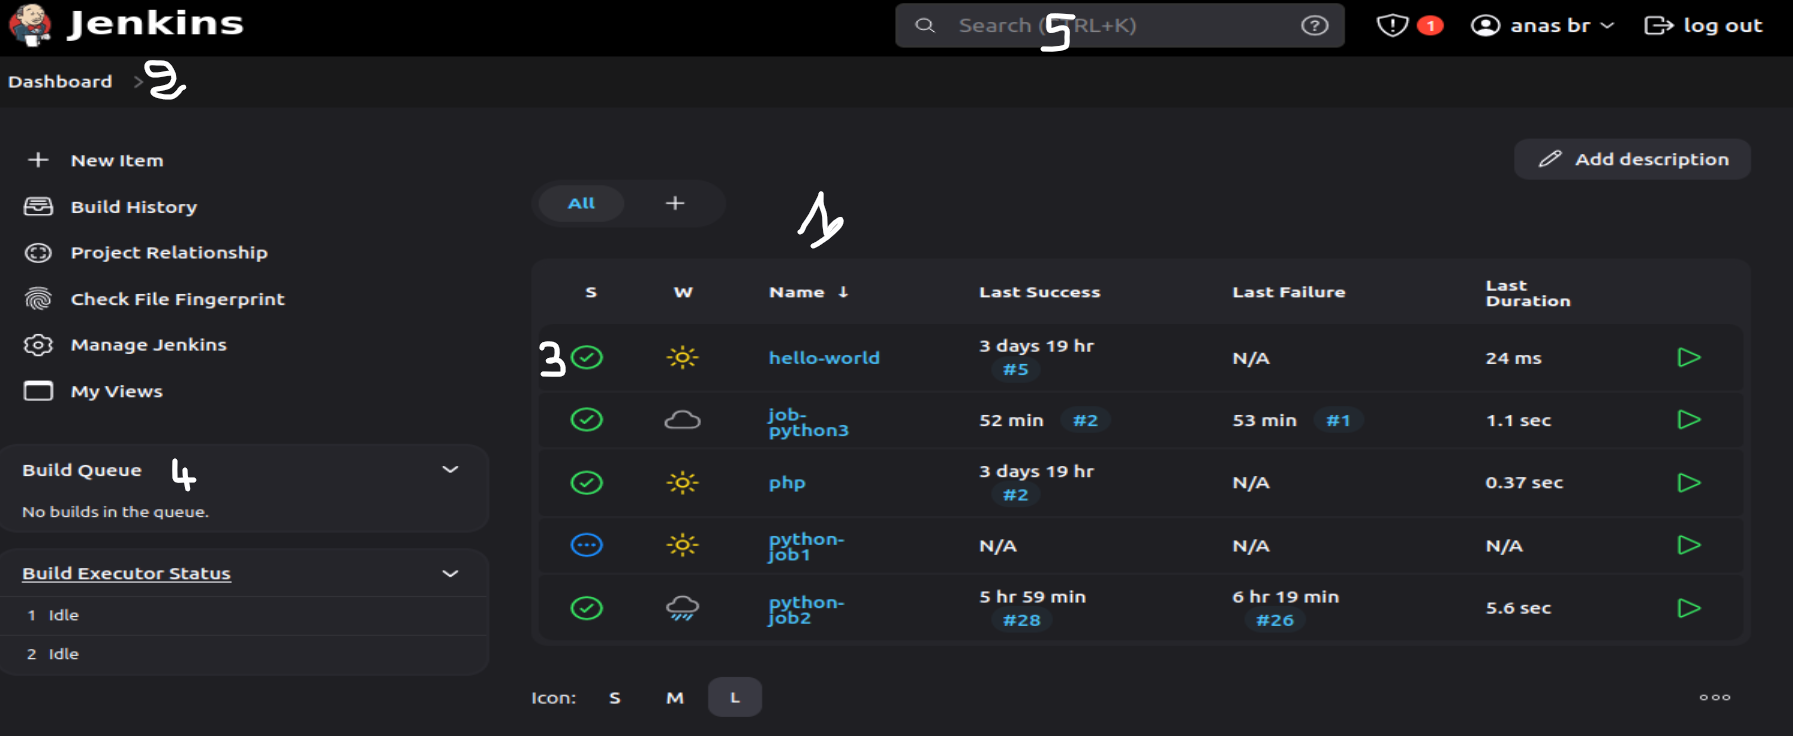 Jenkins
Search (CTRL+K)
5
1
anas br
log out
Dashboard
2
New Item
Build History
Project Relationship
Check File Fingerprint
Manage Jenkins
My Views
Build Queue
4
No builds in the queue.
Build Executor Status
1 Idle
2 Idle
Add description
All
1
S W Name ↓ Last Success Last Failure Last Duration
3
hello-world 3 days 19 hr #5 N/A 24 ms
job-python3 52 min #2 53 min #1 1.1 sec
php 3 days 19 hr #2 N/A 0.37 sec
python-job1 N/A N/A N/A
python-job2 5 hr 59 min #28 6 hr 19 min #26 5.6 sec
Icon: S M L